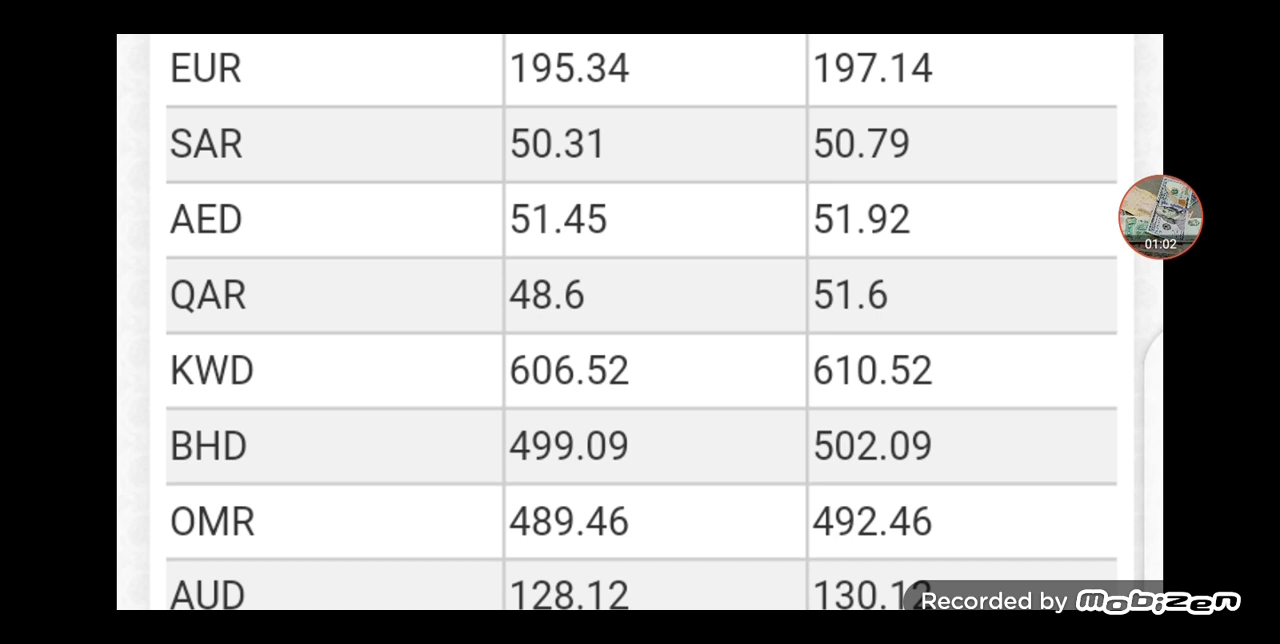 EUR 195.34 197.14
SAR 50.31 50.79
AED 51.45 51.92
QAR 48.6 51.6
KWD 606.52 610.52
BHD 499.09 502.09
OMR 489.46 492.46
AUD 128.12 130.12
01:02
Recorded by Mobizen